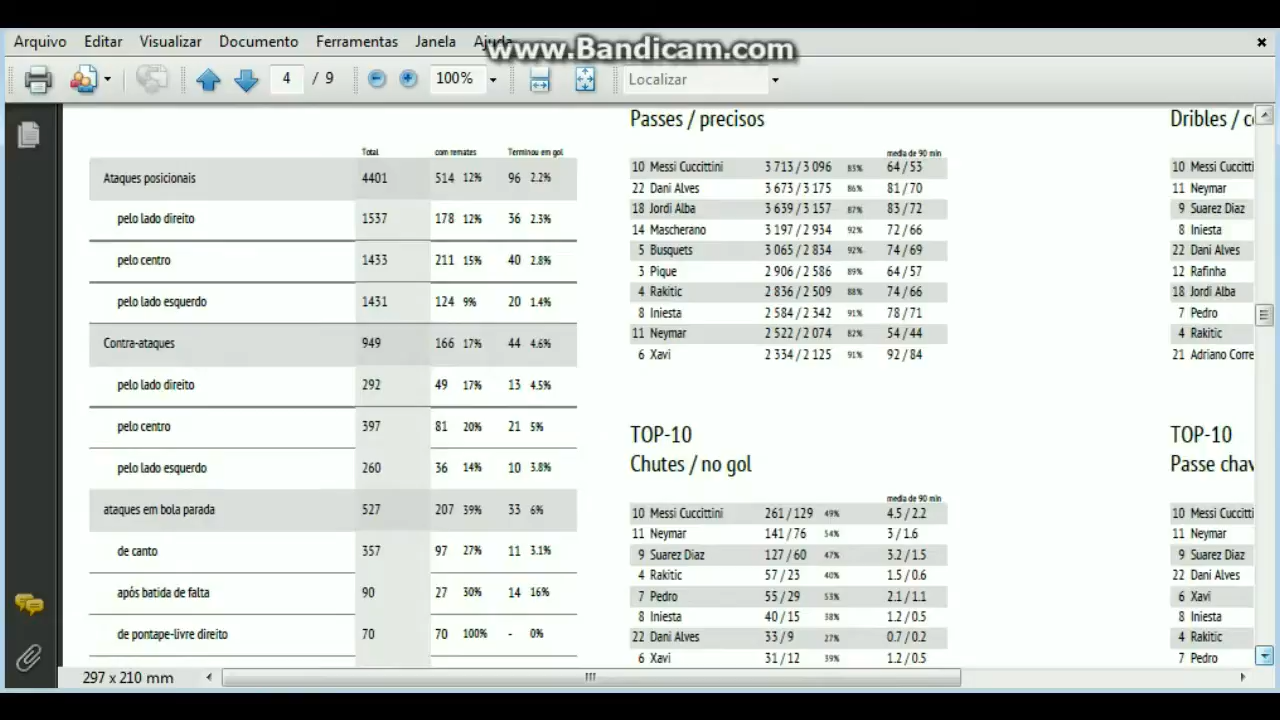 Arquivo Editar Visualizar Documento Ferramentas Janela Ajuda
www.Bandicam.com
4 / 9 100% Localizar
Total com remates Terminou em gol
Ataques posicionais 4401 514 12% 96 2.2%
pelo lado direito 1537 178 12% 36 2.3%
pelo centro 1433 211 15% 40 2.8%
pelo lado esquerdo 1431 124 9% 20 1.4%
Contra-ataques 949 166 17% 44 4.6%
pelo lado direito 292 49 17% 13 4.5%
pelo centro 397 81 20% 21 5%
pelo lado esquerdo 260 36 14% 10 3.8%
ataques em bola parada 527 207 39% 33 6%
de canto 357 97 27% 11 3.1%
após batida de falta 90 27 30% 14 16%
de pontape-livre direito 70 70 100% - 0%
Passes / precisos
media de 90 min
10 Messi Cuccittini 3 713 / 3 096 83% 64 / 53
22 Dani Alves 3 673 / 3 175 86% 81 / 70
18 Jordi Alba 3 639 / 3 157 87% 83 / 72
14 Mascherano 3 197 / 2 934 92% 72 / 66
5 Busquets 3 065 / 2 834 92% 74 / 69
3 Pique 2 906 / 2 586 89% 64 / 57
4 Rakitic 2 836 / 2 509 88% 74 / 66
8 Iniesta 2 584 / 2 342 91% 78 / 71
11 Neymar 2 522 / 2 074 82% 54 / 44
6 Xavi 2 334 / 2 125 91% 92 / 84
TOP-10
Chutes / no gol
media de 90 min
10 Messi Cuccittini 261 / 129 49% 4.5 / 2.2
11 Neymar 141 / 76 54% 3 / 1.6
9 Suarez Diaz 127 / 60 47% 3.2 / 1.5
4 Rakitic 57 / 23 40% 1.5 / 0.6
7 Pedro 55 / 29 53% 2.1 / 1.1
8 Iniesta 40 / 15 38% 1.2 / 0.5
22 Dani Alves 33 / 9 27% 0.7 / 0.2
6 Xavi 31 / 12 39% 1.2 / 0.5
Dribles / c
10 Messi Cuccitti
11 Neymar
9 Suarez Diaz
8 Iniesta
22 Dani Alves
12 Rafinha
18 Jordi Alba
7 Pedro
4 Rakitic
21 Adriano Corre
TOP-10
Passe chav
10 Messi Cuccitti
11 Neymar
9 Suarez Diaz
22 Dani Alves
6 Xavi
8 Iniesta
4 Rakitic
7 Pedro
297 x 210 mm